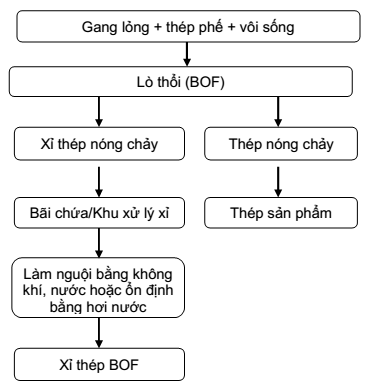 Gang lỏng + thép phế + vôi sống
Lò thổi (BOF)
Xỉ thép nóng chảy
Thép nóng chảy
Bãi chứa/Khu xử lý xỉ
Thép sản phẩm
Làm nguội bằng không
khí, nước hoặc ổn định
bằng hơi nước
Xỉ thép BOF